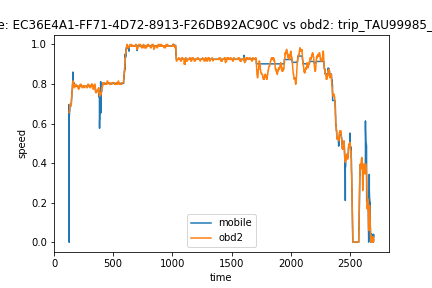 e: EC36E4A1-FF71-4D72-8913-F26DB92AC90C vs obd2: trip_TAU99985_
1.0
0.8
0.6
0.4
0.2
0.0
speed
0 500 1000 1500 2000 2500
time
mobile
obd2